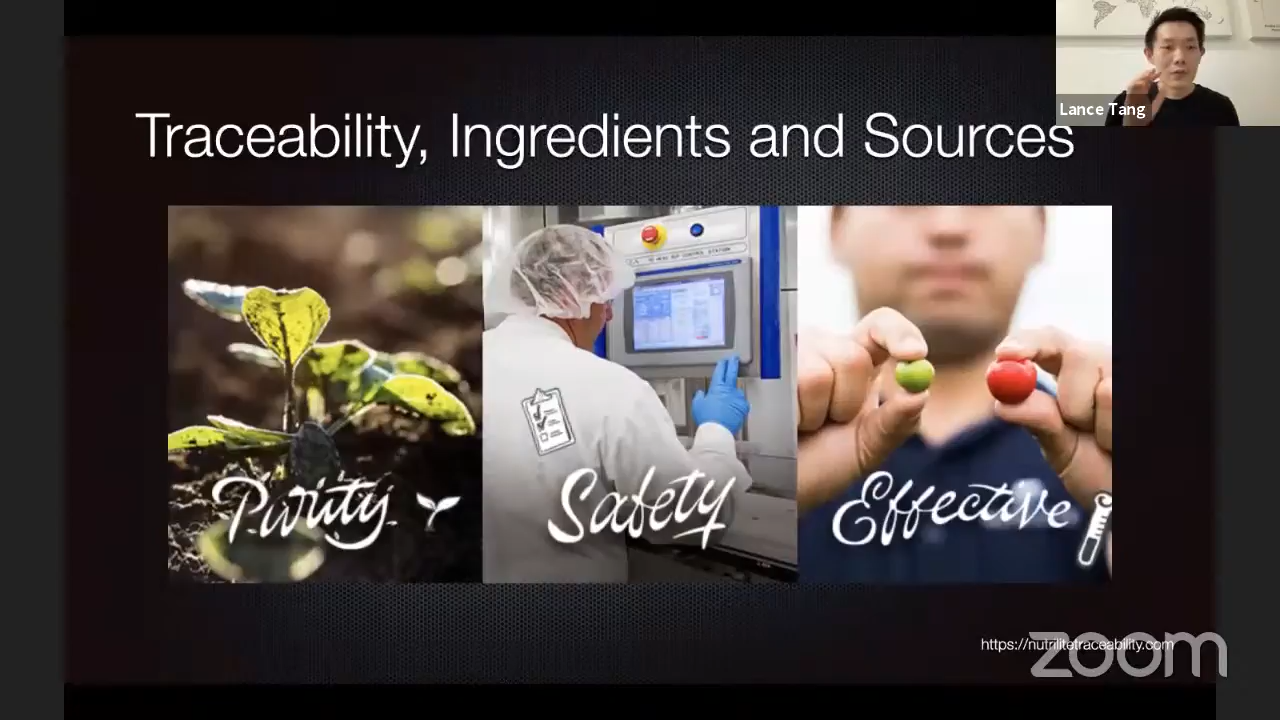 Lance Tang
Traceability, Ingredients and Sources
Purity
Safety
Effective
https://nutrilitetraceability.com
zoom